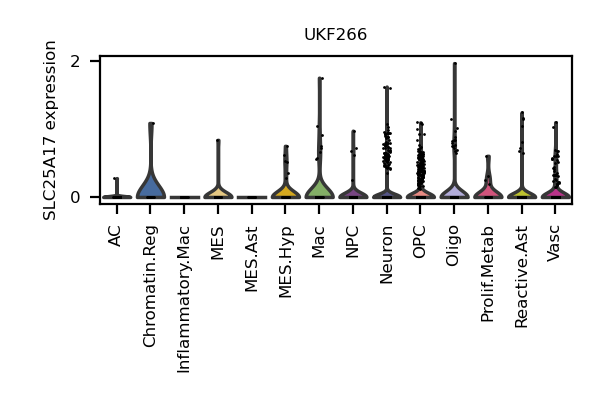 UKF266
SLC25A17 expression
2
0
AC
Chromatin.Reg
Inflammatory.Mac
MES
MES.Ast
MES.Hyp
Mac
NPC
Neuron
OPC
Oligo
Prolif.Metab
Reactive.Ast
Vasc